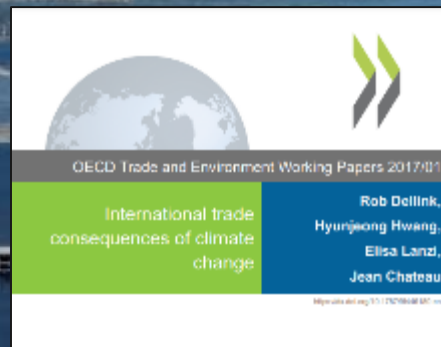 OECD Trade and Environment Working Papers 2017/01
International trade
consequences of climate
change
Rob Dellink,
Hyunjeong Hwang,
Elisa Lanzi,
Jean Chateau